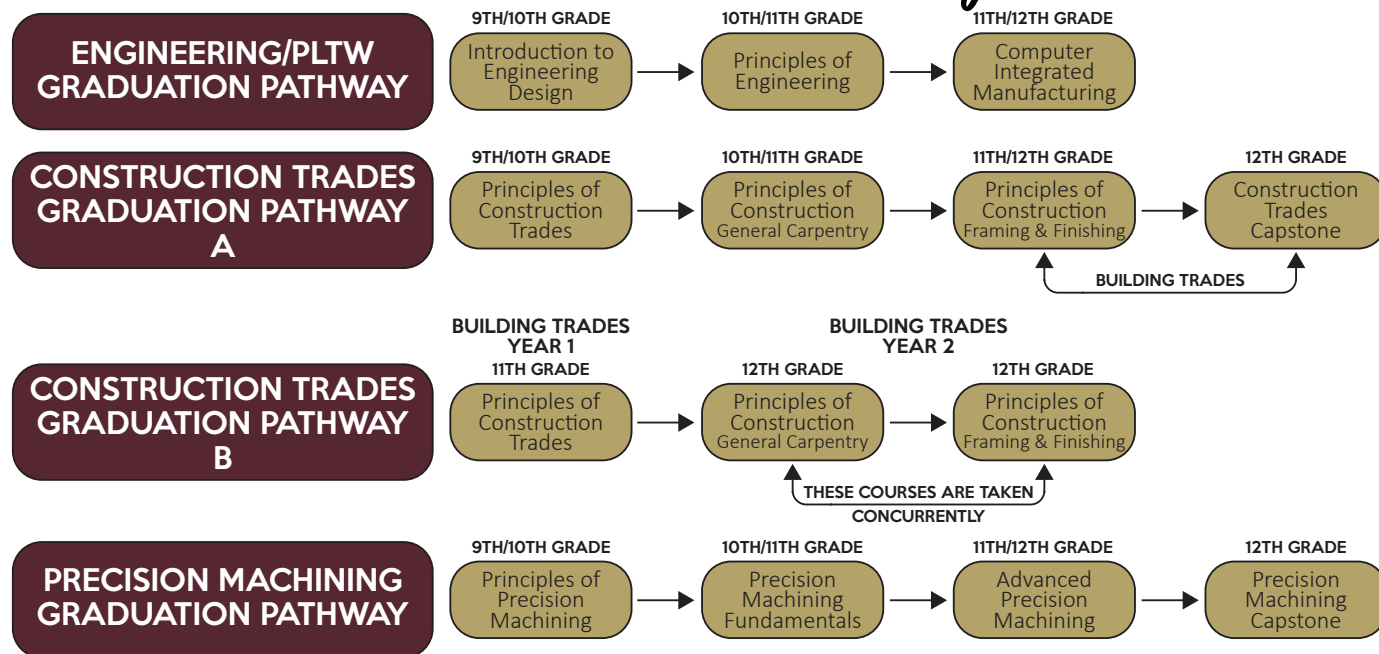 9TH/10TH GRADE
10TH/11TH GRADE
11TH/12TH GRADE
ENGINEERING/PLTW
GRADUATION PATHWAY
Introduction to
Engineering
Design
Principles of
Engineering
Computer
Integrated
Manufacturing
9TH/10TH GRADE
10TH/11TH GRADE
11TH/12TH GRADE
12TH GRADE
CONSTRUCTION TRADES
GRADUATION PATHWAY
A
Principles of
Construction
Trades
Principles of
Construction
General Carpentry
Principles of
Construction
Framing & Finishing
Construction
Trades
Capstone
BUILDING TRADES
BUILDING TRADES
YEAR 1
BUILDING TRADES
YEAR 2
11TH GRADE
12TH GRADE
12TH GRADE
CONSTRUCTION TRADES
GRADUATION PATHWAY
B
Principles of
Construction
Trades
Principles of
Construction
General Carpentry
Principles of
Construction
Framing & Finishing
THESE COURSES ARE TAKEN
CONCURRENTLY
9TH/10TH GRADE
10TH/11TH GRADE
11TH/12TH GRADE
12TH GRADE
PRECISION MACHINING
GRADUATION PATHWAY
Principles of
Precision
Machining
Precision
Machining
Fundamentals
Advanced
Precision
Machining
Precision
Machining
Capstone